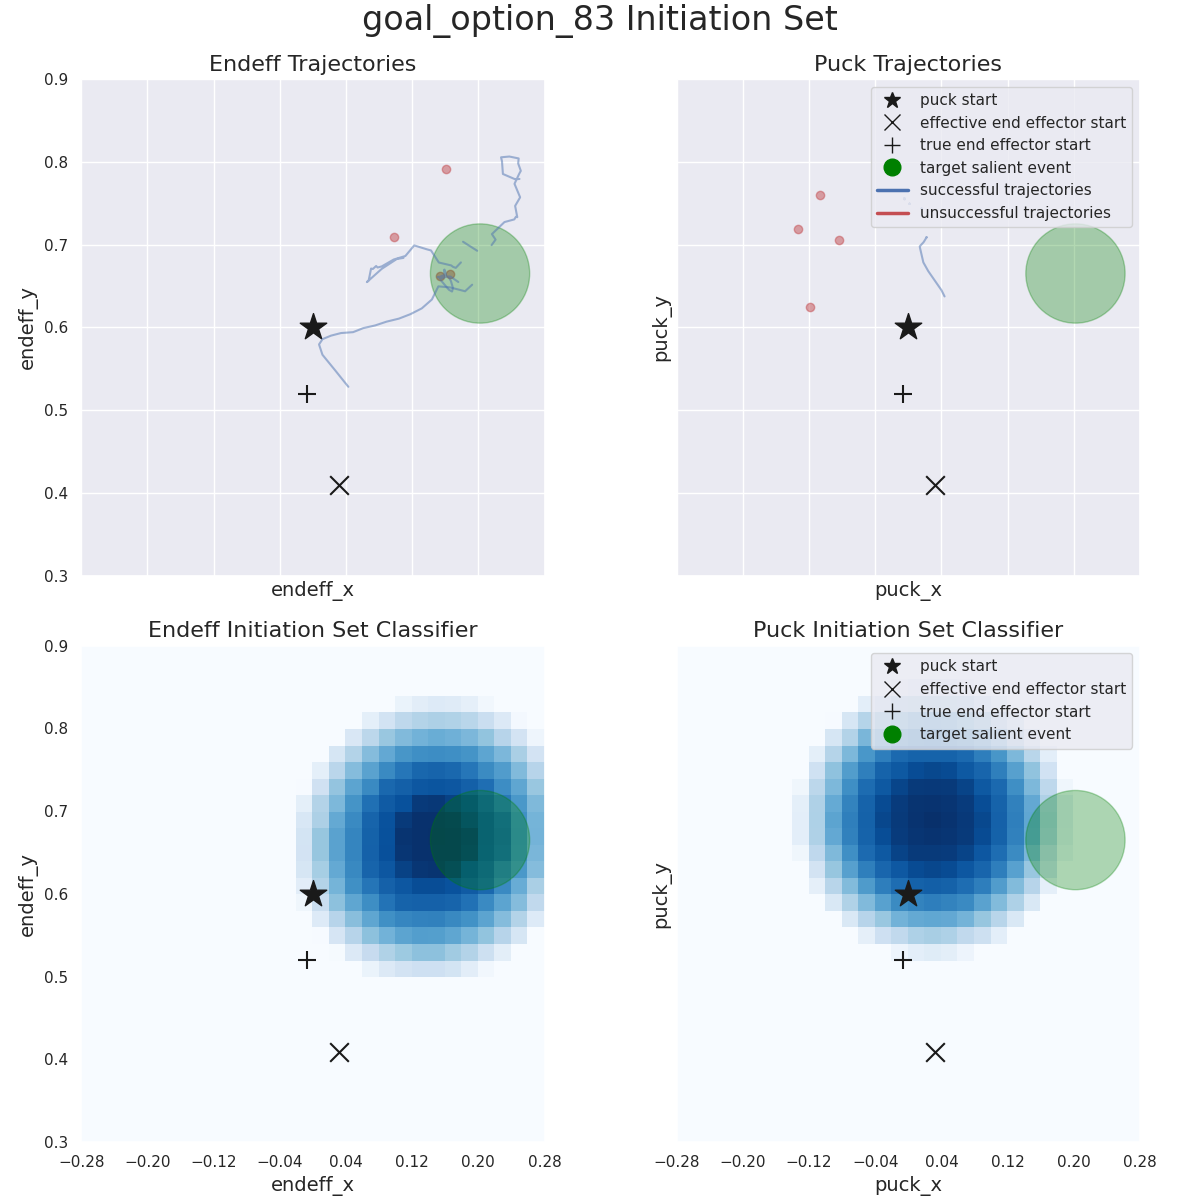 goal_option_83 Initiation Set
Endeff Trajectories
Puck Trajectories
0.9
0.8
0.7
0.6
0.5
0.4
0.3
endeff_y
endeff_x
puck start
effective end effector start
true end effector start
target salient event
successful trajectories
unsuccessful trajectories
puck_y
puck_x
Endeff Initiation Set Classifier
Puck Initiation Set Classifier
0.9
0.8
0.7
0.6
0.5
0.4
0.3
endeff_y
−0.28 −0.20 −0.12 −0.04 0.04 0.12 0.20 0.28
endeff_x
puck start
effective end effector start
true end effector start
target salient event
puck_y
−0.28 −0.20 −0.12 −0.04 0.04 0.12 0.20 0.28
puck_x